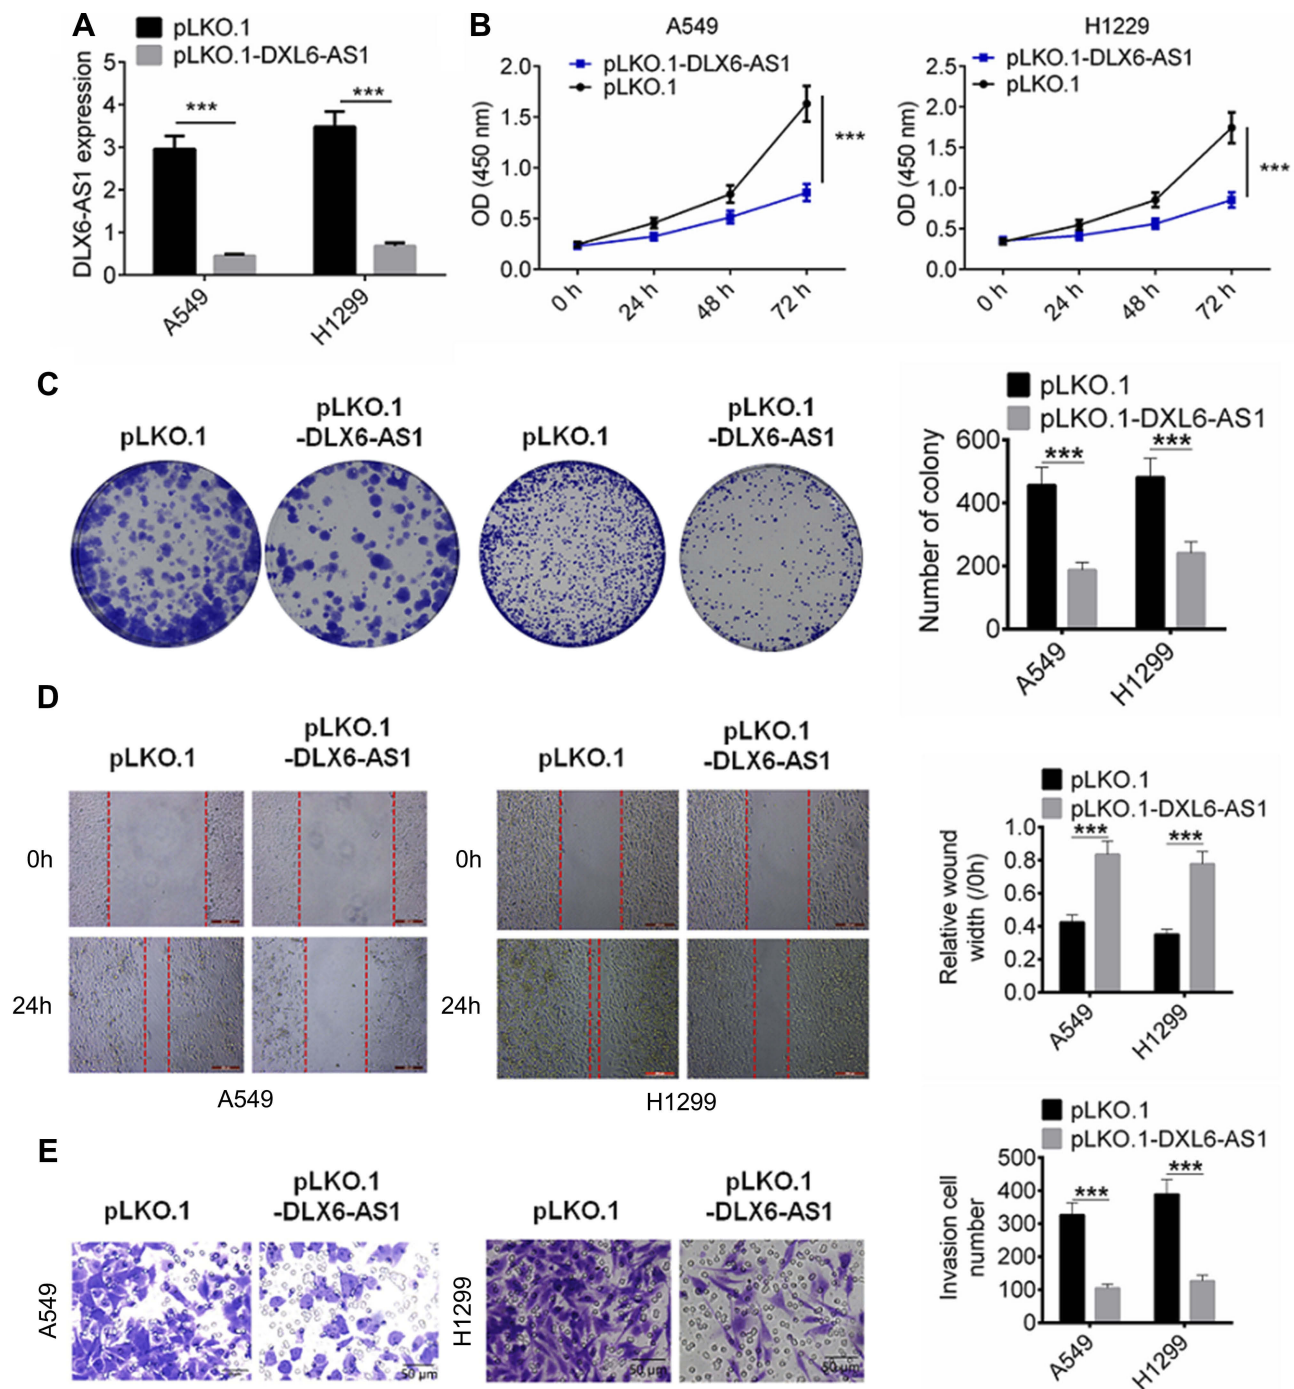 A
pLKO.1
pLKO.1-DXL6-AS1
DLX6-AS1 expression
5
4
3
2
1
0
***
***
A549
H1299
B
A549
pLKO.1-DLX6-AS1
pLKO.1
OD (450 nm)
2.0
1.5
1.0
0.5
0.0
***
0 h
24 h
48 h
72 h
H1229
pLKO.1-DLX6-AS1
pLKO.1
OD (450 nm)
2.5
2.0
1.5
1.0
0.5
0.0
***
0 h
24 h
48 h
72 h
C
pLKO.1
pLKO.1
-DLX6-AS1
pLKO.1
pLKO.1
-DLX6-AS1
pLKO.1
pLKO.1-DXL6-AS1
Number of colony
600
400
200
0
***
***
A549
H1299
D
pLKO.1
pLKO.1
-DLX6-AS1
pLKO.1
pLKO.1
-DLX6-AS1
0h
24h
0h
24h
A549
H1299
pLKO.1
pLKO.1-DXL6-AS1
Relative wound
width (/0h)
1.0
0.8
0.6
0.4
0.2
0.0
***
***
A549
H1299
E
pLKO.1
pLKO.1
-DLX6-AS1
pLKO.1
pLKO.1
-DLX6-AS1
A549
50 μm
H1299
50 μm
50 μm
pLKO.1
pLKO.1-DXL6-AS1
Invasion cell
number
500
400
300
200
100
0
***
***
A549
H1299